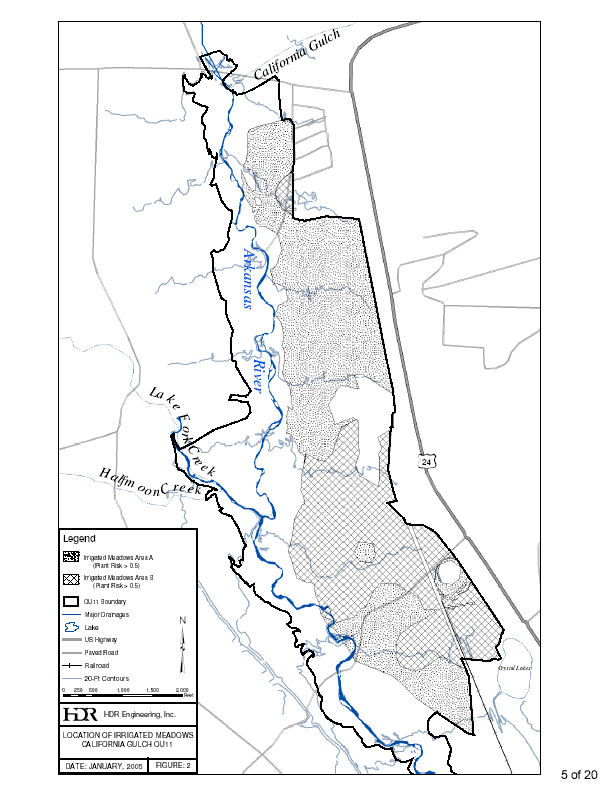 California Gulch
Arkansas
River
Lake Fork Creek
Halfmoon Creek
24
Crystal Lakes
Legend
Irrigated Meadows Area A
(Plant Risk > 0.5)
Irrigated Meadows Area B
(Plant Risk > 0.5)
OU11 Boundary
Major Drainages
Lake
US Highway
Paved Road
Railroad
20-Ft Contours
N
0 250 500 1,000 1,500 2,000
Feet
HDR HDR Engineering, Inc.
LOCATION OF IRRIGATED MEADOWS
CALIFORNIA GULCH OU11
DATE: JANUARY, 2005 FIGURE: 2
5 of 20